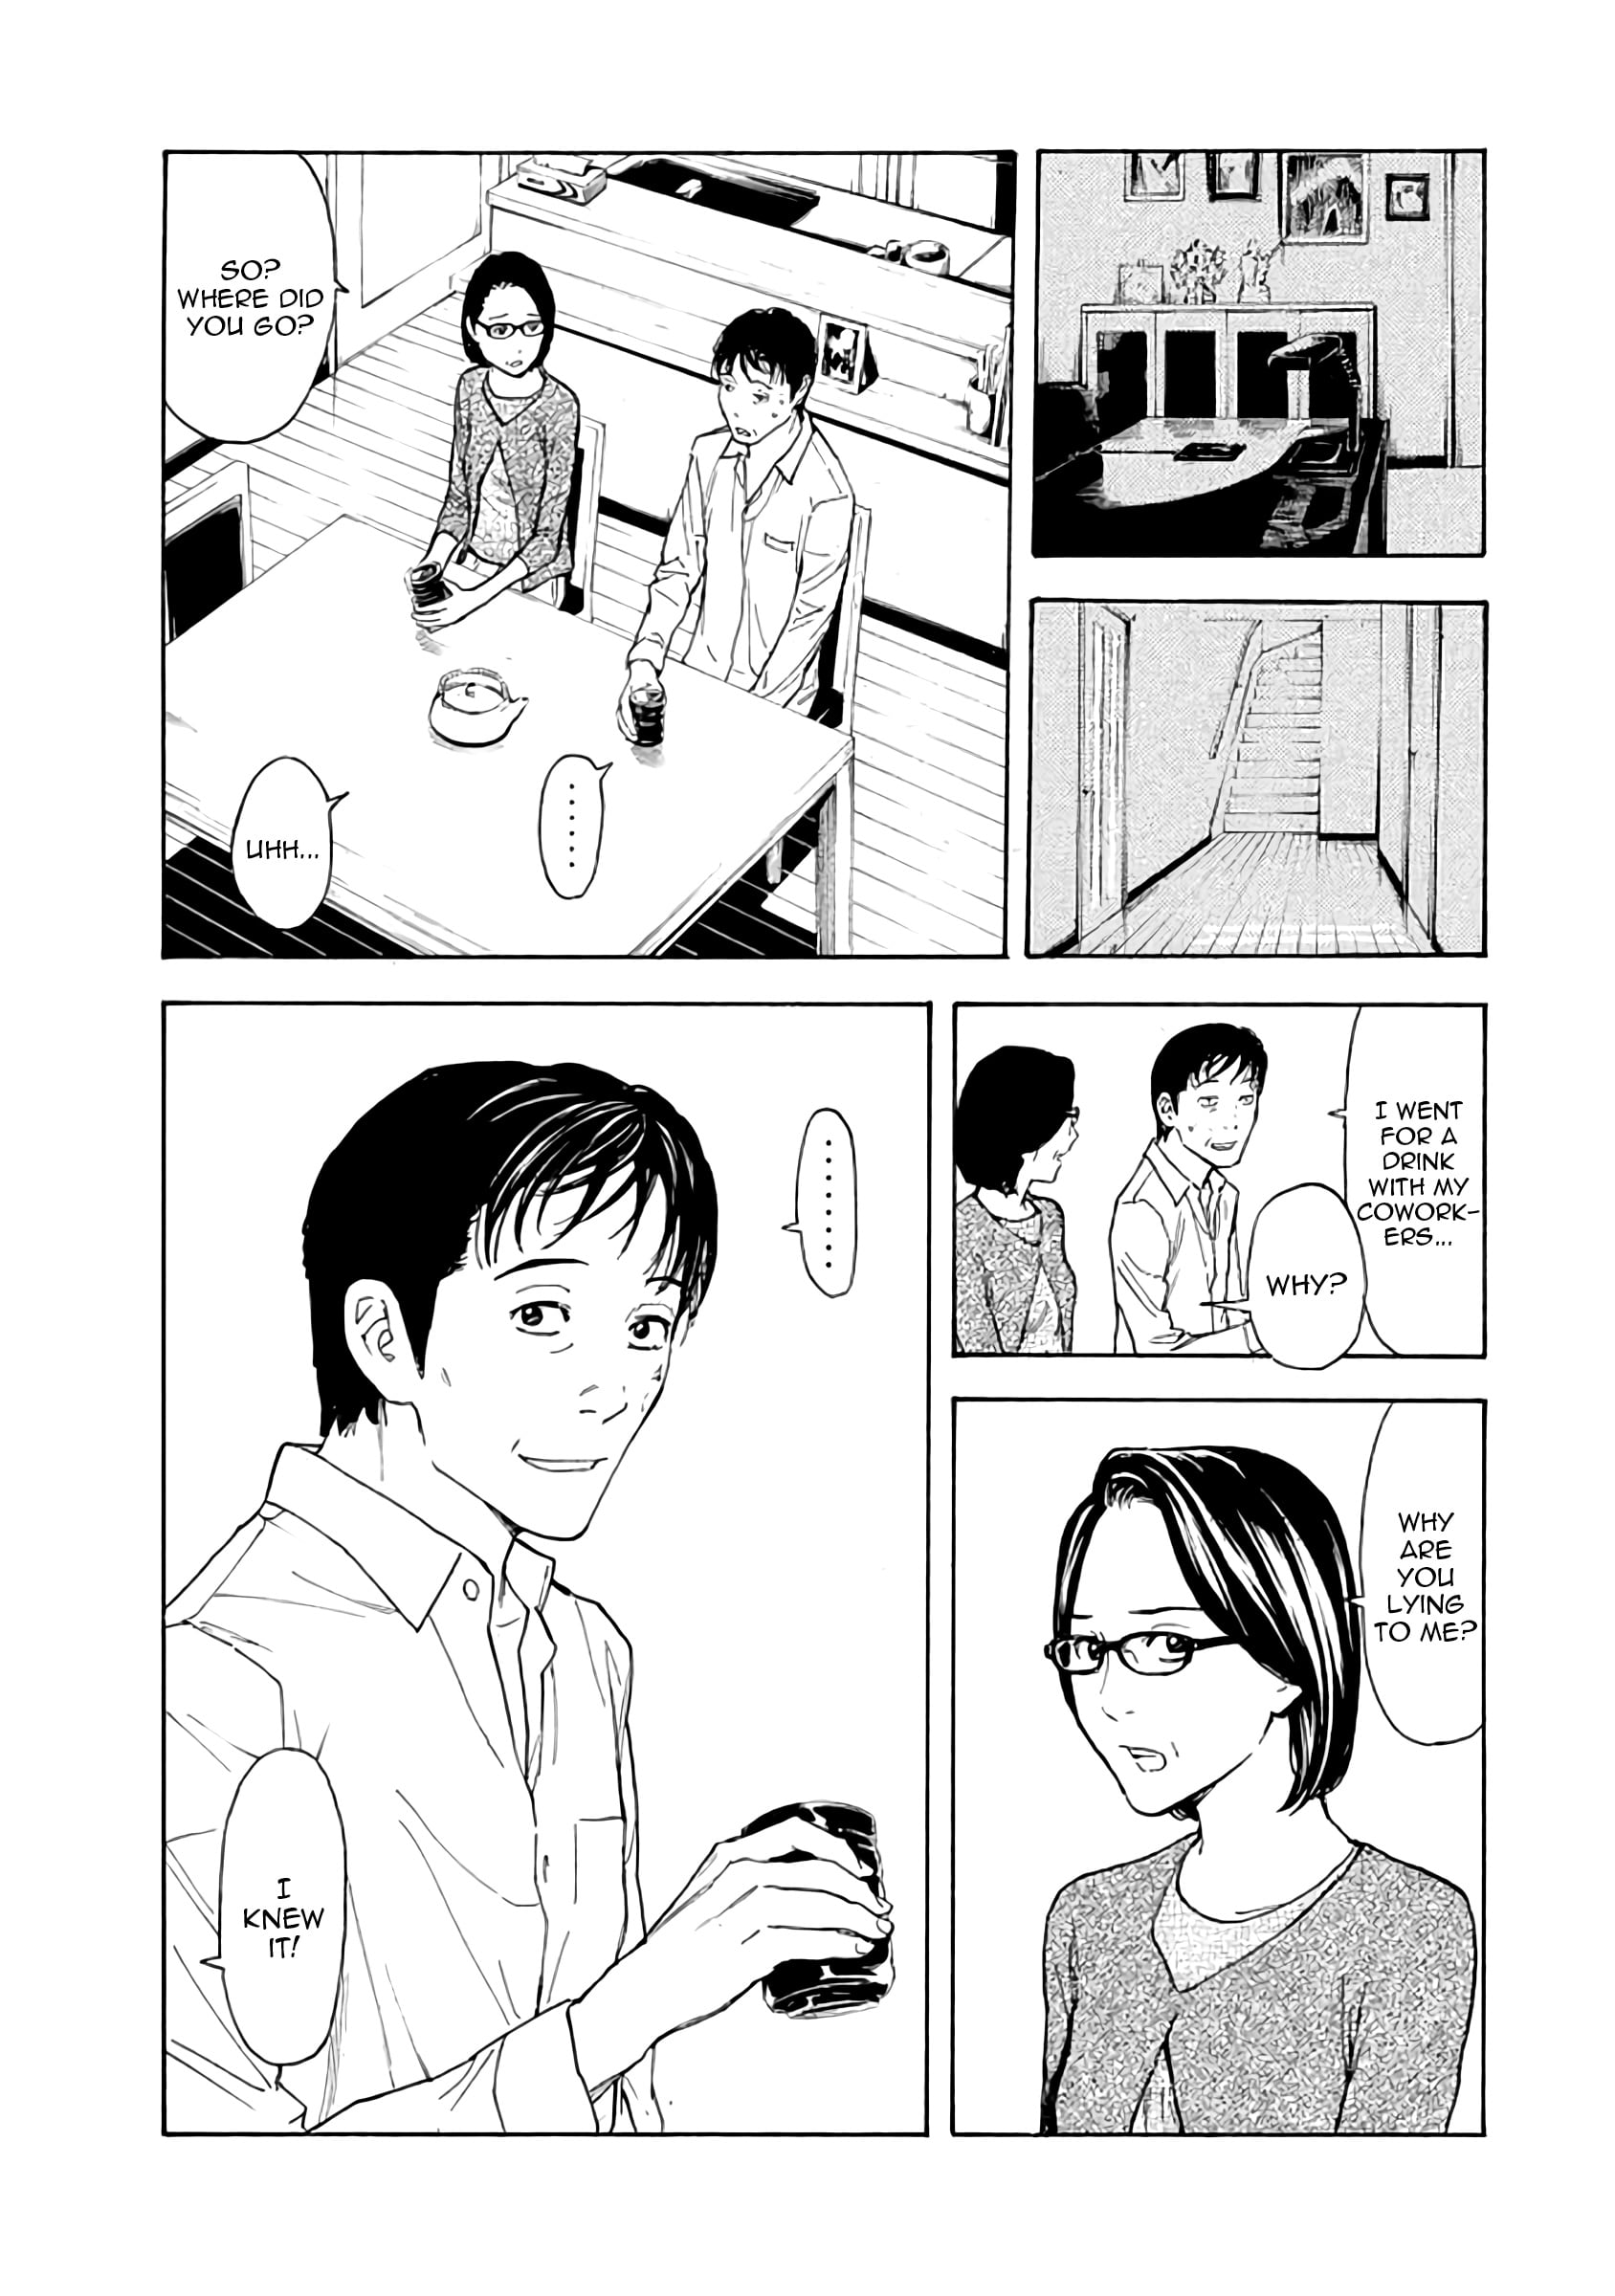 SO?
WHERE DID
YOU GO?
......
UHH...
I WENT
FOR A
DRINK
WITH MY
COWORK-
ERS...
WHY?
WHY
ARE
YOU
LYING
TO ME?
........
I
KNEW
IT!